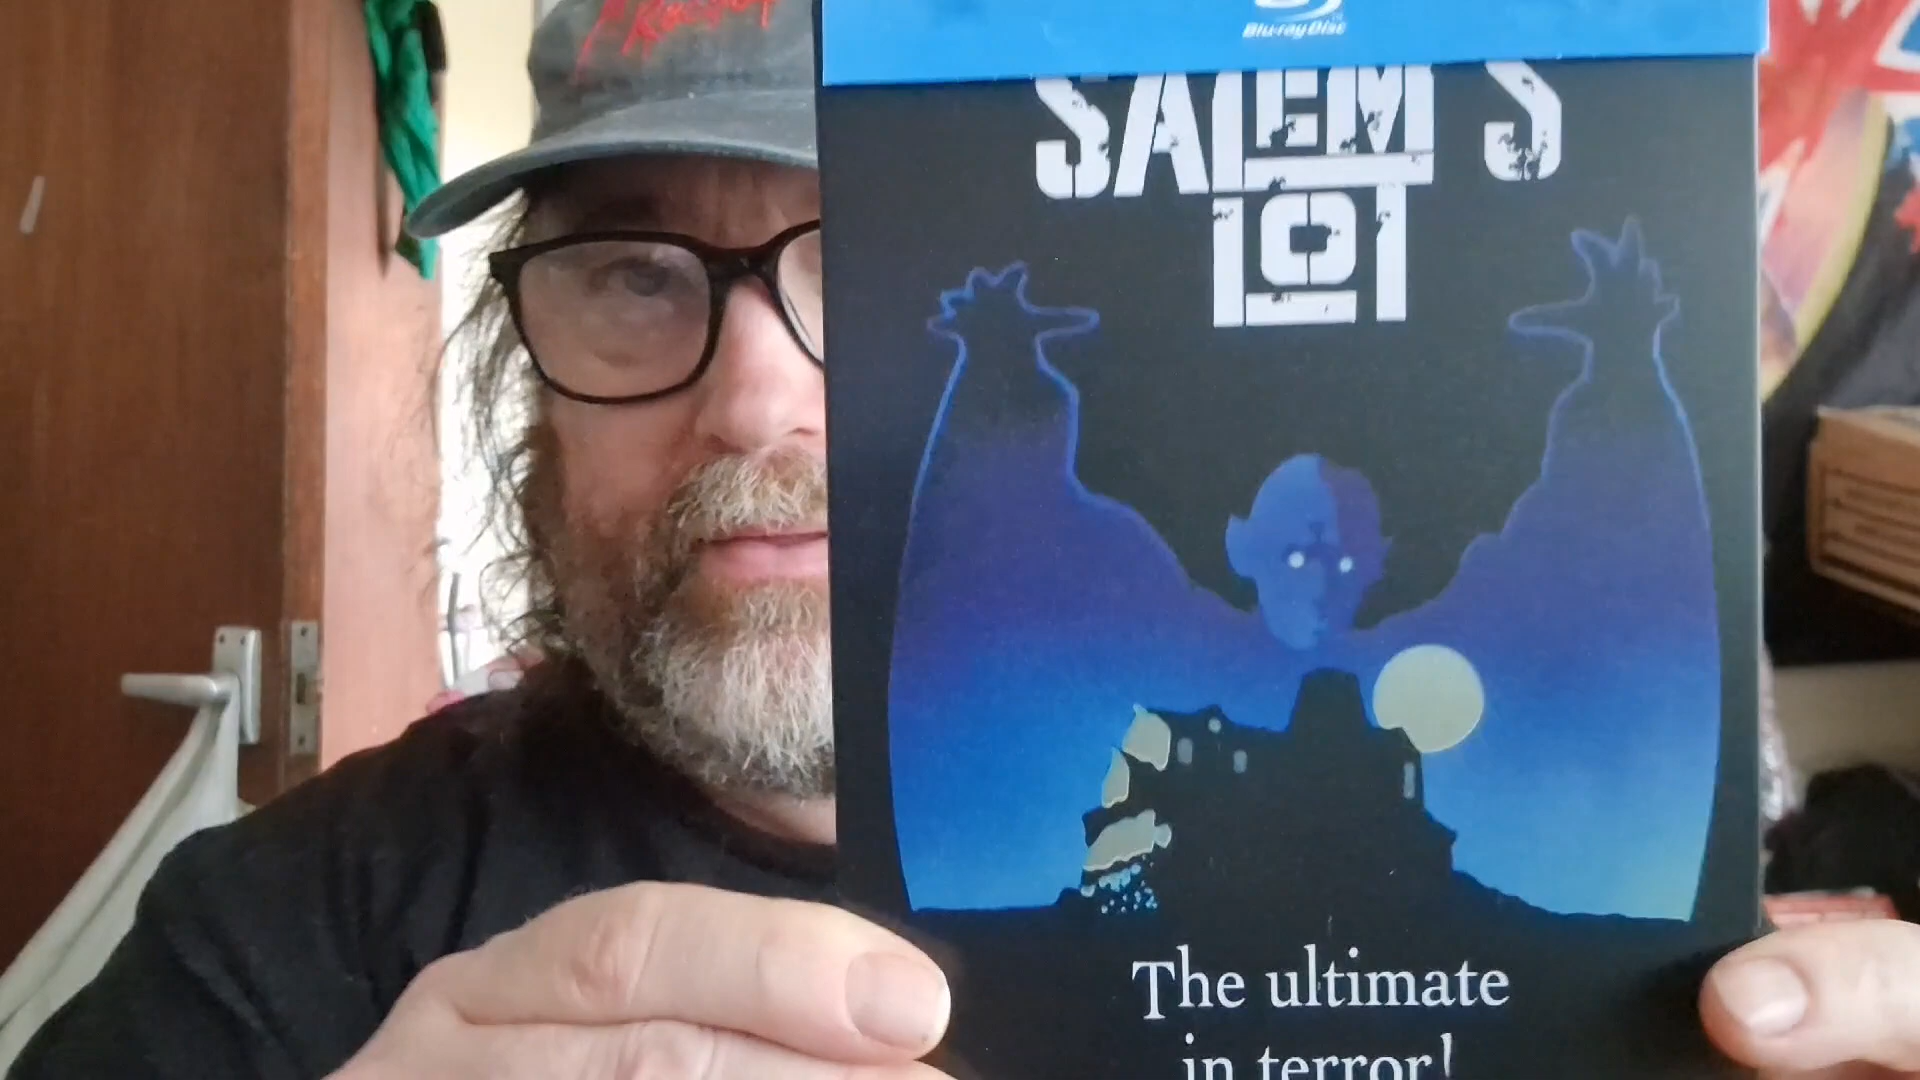 Blu-ray Disc
SALEM'S
LOT
The ultimate
in terror!